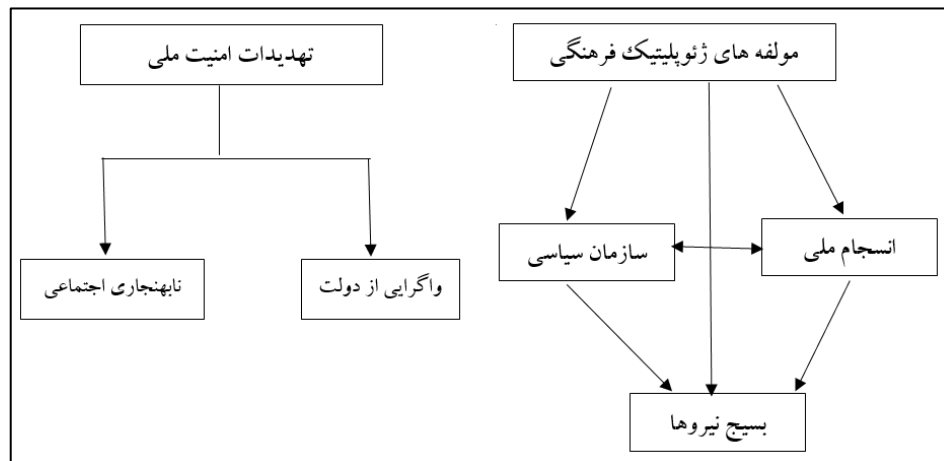 مولفه های ژئوپلیتیک فرهنگی
تهدیدات امنیت ملی
انسجام ملی
سازمان سیاسی
واگرایی از دولت
نابهنجاری اجتماعی
بسیج نیروها